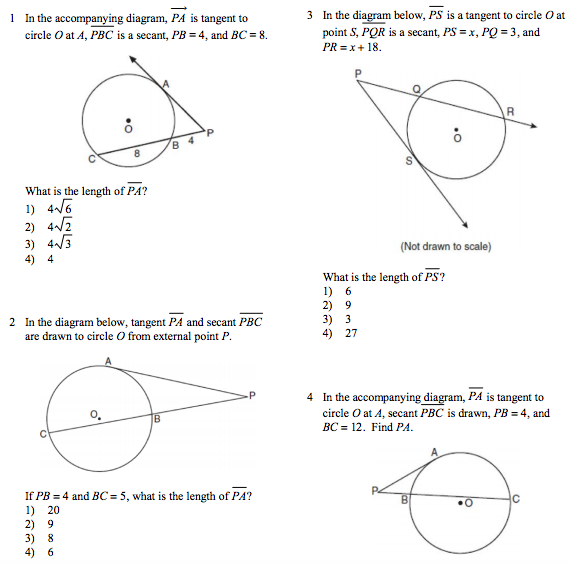 1 In the accompanying diagram, PA is tangent to
circle O at A, PBC is a secant, PB = 4, and BC = 8.
A
O
P
B
4
8
C
What is the length of PA?
1) 4√6
2) 4√2
3) 4√3
4) 4
2 In the diagram below, tangent PA and secant PBC
are drawn to circle O from external point P.
A
P
O
B
C
If PB = 4 and BC = 5, what is the length of PA?
1) 20
2) 9
3) 8
4) 6
3 In the diagram below, PS is a tangent to circle O at
point S, PQR is a secant, PS = x, PQ = 3, and
PR = x + 18.
P
Q
R
O
S
(Not drawn to scale)
What is the length of PS?
1) 6
2) 9
3) 3
4) 27
4 In the accompanying diagram, PA is tangent to
circle O at A, secant PBC is drawn, PB = 4, and
BC = 12. Find PA.
A
P
B
O
C